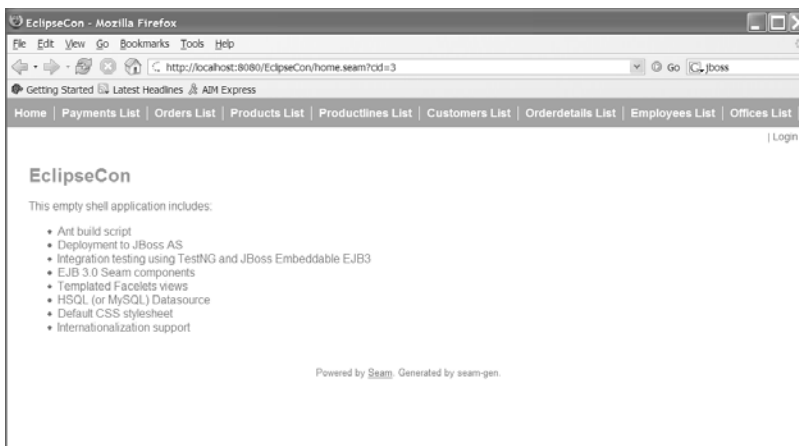 EclipseCon - Mozilla Firefox
File Edit View Go Bookmarks Tools Help
http://localhost:8080/EclipseCon/home.seam?cid=3 Go jboss
Getting Started Latest Headlines AIM Express
Home | Payments List | Orders List | Products List | Productlines List | Customers List | Orderdetails List | Employees List | Offices List
| Login
EclipseCon
This empty shell application includes:
• Ant build script
• Deployment to JBoss AS
• Integration testing using TestNG and JBoss Embeddable EJB3
• EJB 3.0 Seam components
• Templated Facelets views
• HSQL (or MySQL) Datasource
• Default CSS stylesheet
• Internationalization support
Powered by Seam. Generated by seam-gen.